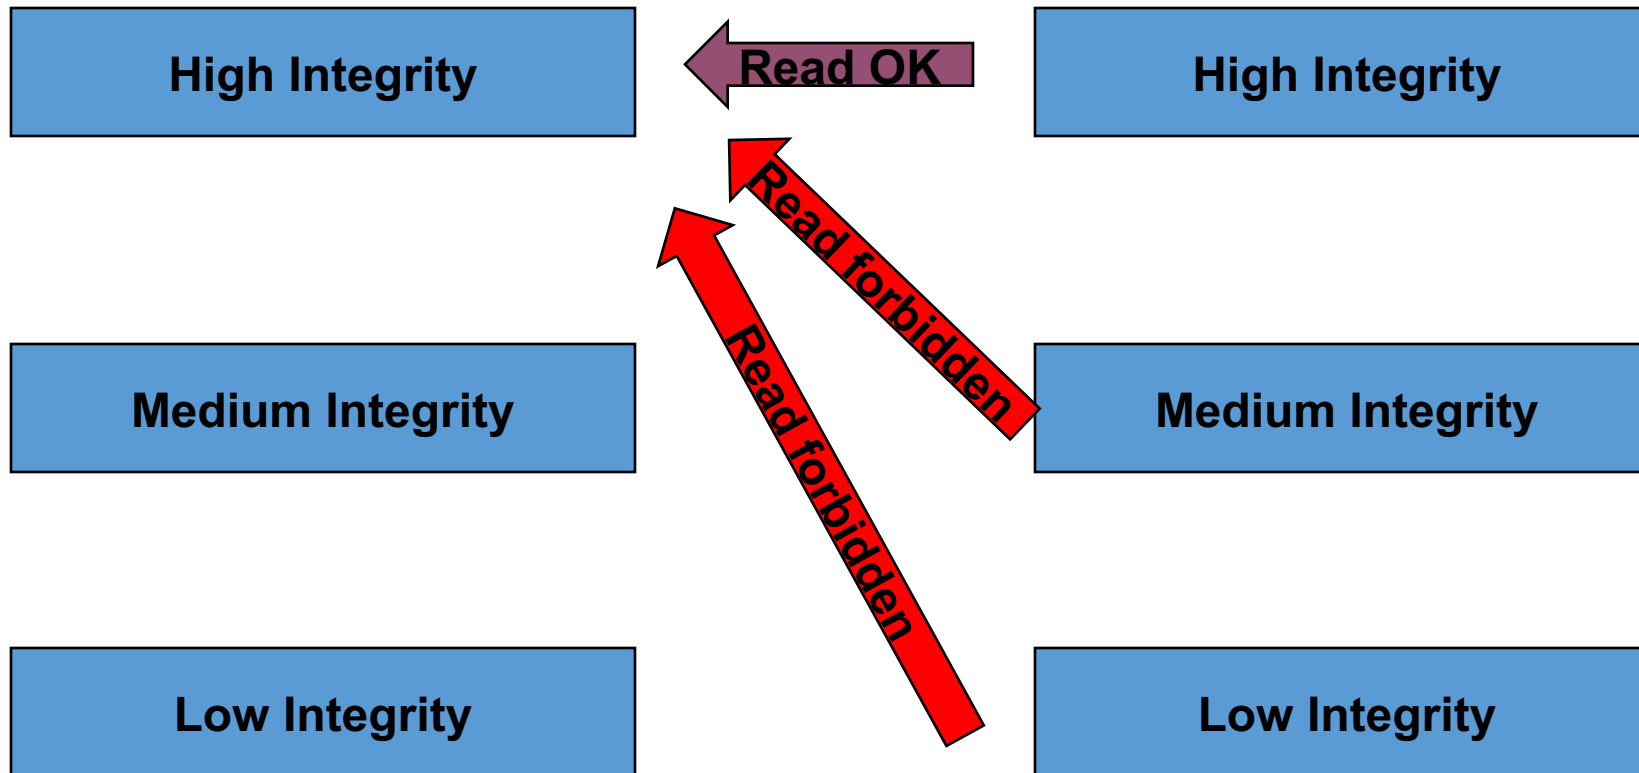 High Integrity
Read OK
High Integrity
Read forbidden
Read forbidden
Medium Integrity
Medium Integrity
Low Integrity
Low Integrity